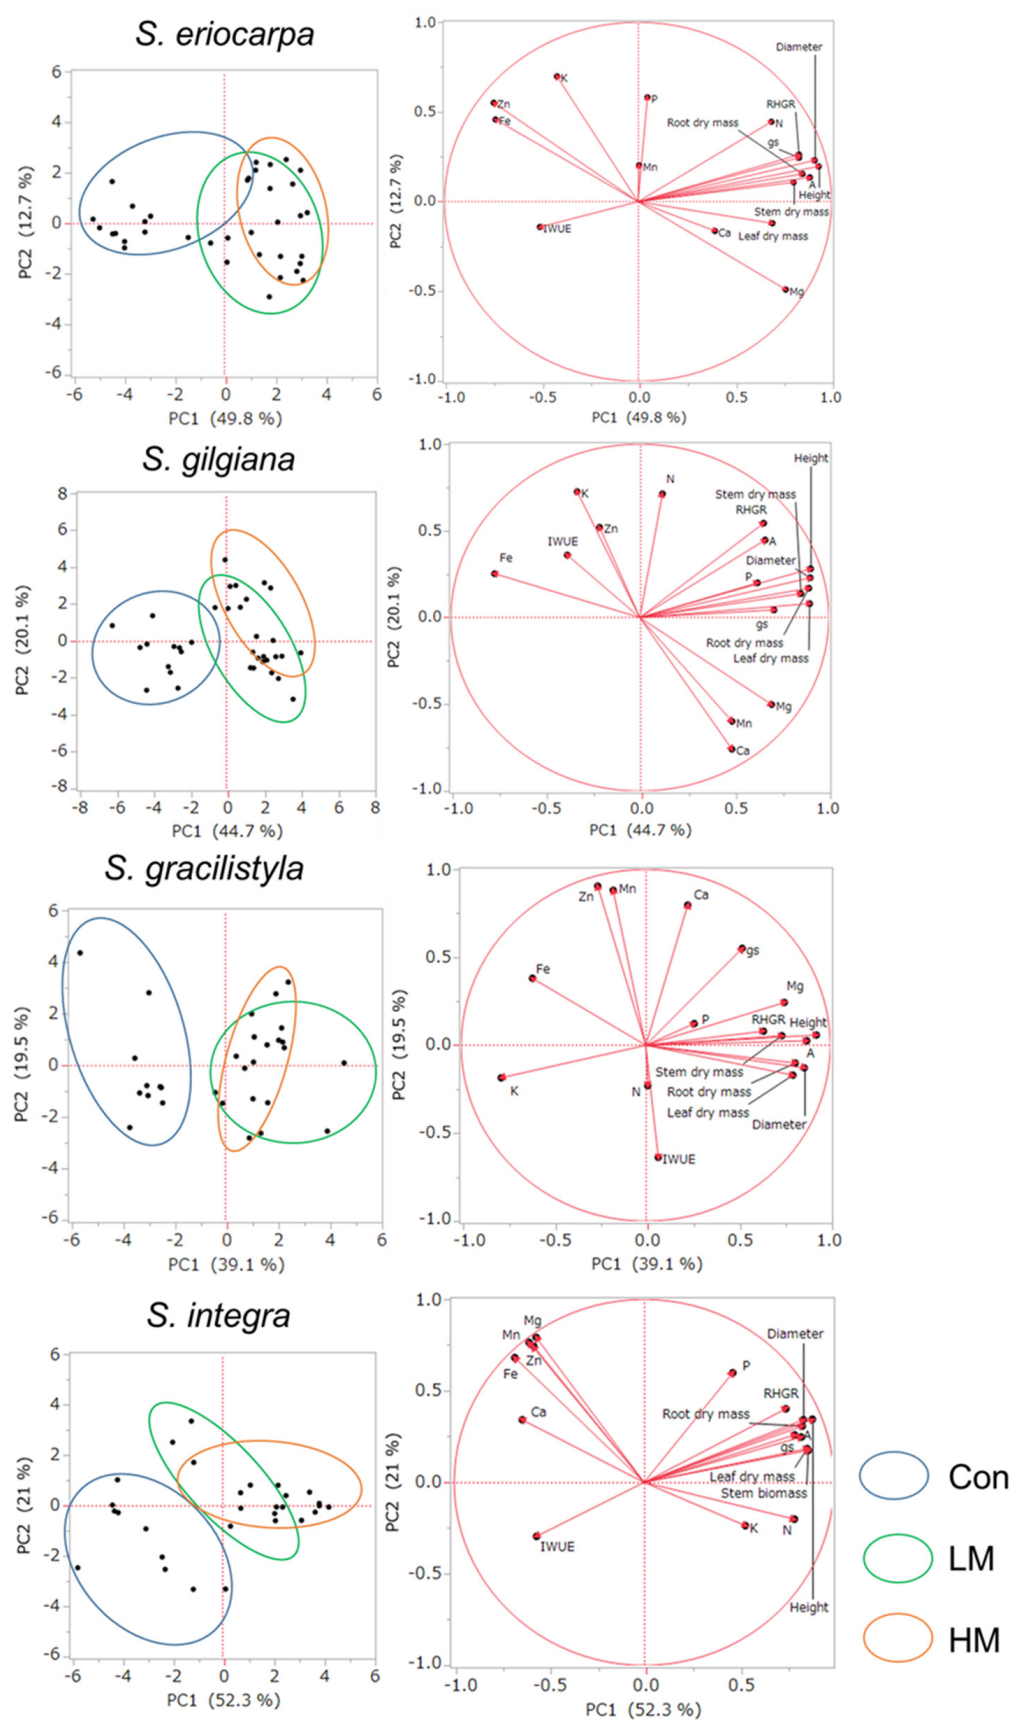 S. eriocarpa
6
4
2
0
-2
-4
-6
-6
-4
-2
0
2
4
6
PC1 (49.8 %)
PC2 (12.7 %)
1.0
0.5
0.0
-0.5
-1.0
-1.0
-0.5
0.0
0.5
1.0
PC1 (49.8 %)
PC2 (12.7 %)
Diameter
K
Zn
Fe
P
RHGR
Root dry mass
N
gs
Mn
A
Height
Stem dry mass
IWUE
Ca
Leaf dry mass
Mg
S. gilgiana
8
6
4
2
0
-2
-4
-6
-8
-8
-6
-4
-2
0
2
4
6
8
PC1 (44.7 %)
PC2 (20.1 %)
1.0
0.5
0.0
-0.5
-1.0
-1.0
-0.5
0.0
0.5
1.0
PC1 (44.7 %)
PC2 (20.1 %)
Height
N
K
Stem dry mass
RHGR
Zn
IWUE
A
Fe
Diameter
P
gs
Root dry mass
Leaf dry mass
Mg
Mn
Ca
S. gracilistyla
6
4
2
0
-2
-4
-6
-6
-4
-2
0
2
4
6
PC1 (39.1 %)
PC2 (19.5 %)
1.0
0.5
0.0
-0.5
-1.0
-1.0
-0.5
0.0
0.5
1.0
PC1 (39.1 %)
PC2 (19.5 %)
Zn
Mn
Ca
gs
Fe
Mg
P
RHGR
Height
A
Stem dry mass
K
N
Root dry mass
Leaf dry mass
Diameter
IWUE
S. integra
6
4
2
0
-2
-4
-6
-6
-4
-2
0
2
4
6
PC1 (52.3 %)
PC2 (21 %)
1.0
0.5
0.0
-0.5
-1.0
-1.0
-0.5
0.0
0.5
PC1 (52.3 %)
PC2 (21 %)
Mg
Mn
Zn
Fe
Diameter
P
RHGR
Ca
Root dry mass
A
gs
Leaf dry mass
Stem biomass
K
N
IWUE
Height
Con
LM
HM